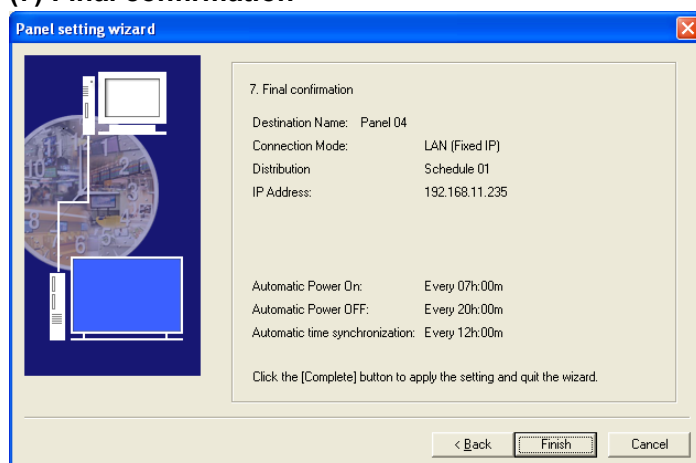 (7) Final confirmation
Panel setting wizard
7. Final confirmation
Destination Name: Panel 04
Connection Mode: LAN (Fixed IP)
Distribution Schedule 01
IP Address: 192.168.11.235
Automatic Power On: Every 07h:00m
Automatic Power OFF: Every 20h:00m
Automatic time synchronization: Every 12h:00m
Click the [Complete] button to apply the setting and quit the wizard.
< Back Finish Cancel